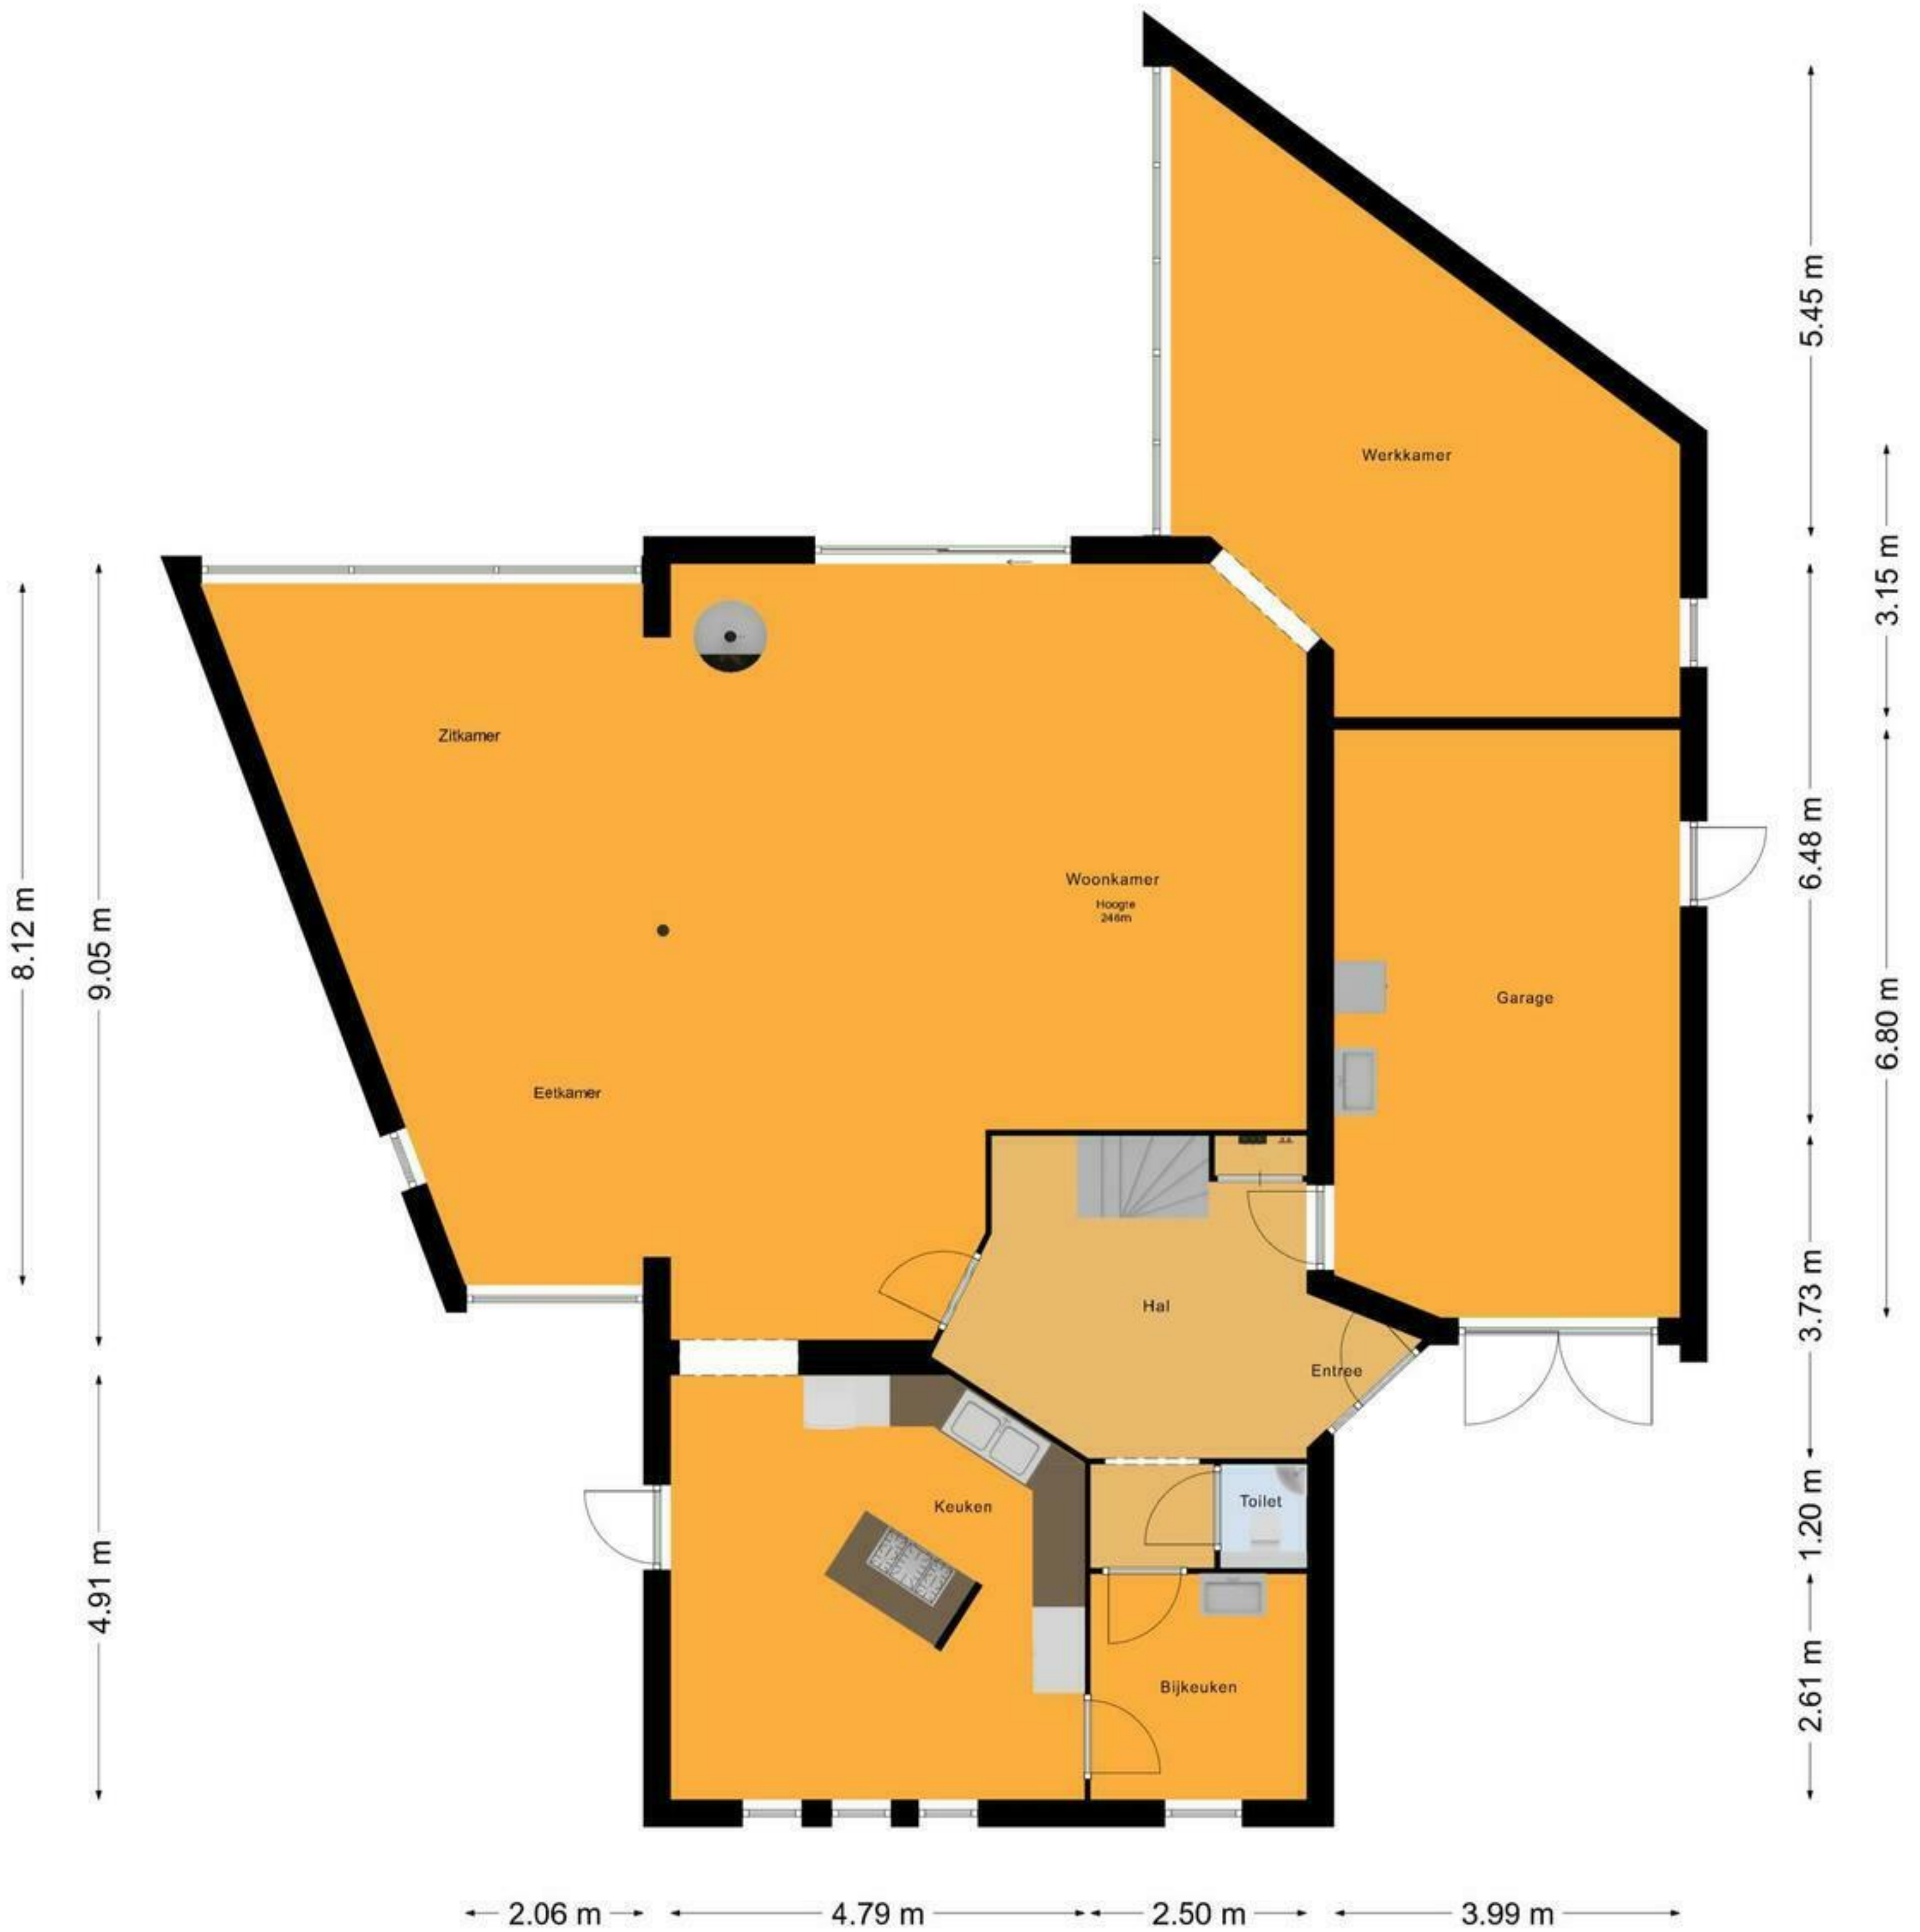 5.45 m
Werkkamer
3.15 m
Zitkamer
6.48 m
Woonkamer
Hoogte
246m
8.12 m
9.05 m
Garage
6.80 m
Eetkamer
Hal
3.73 m
Entree
Keuken
Toilet
1.20 m
4.91 m
Bijkeuken
2.61 m
2.06 m
4.79 m
2.50 m
3.99 m